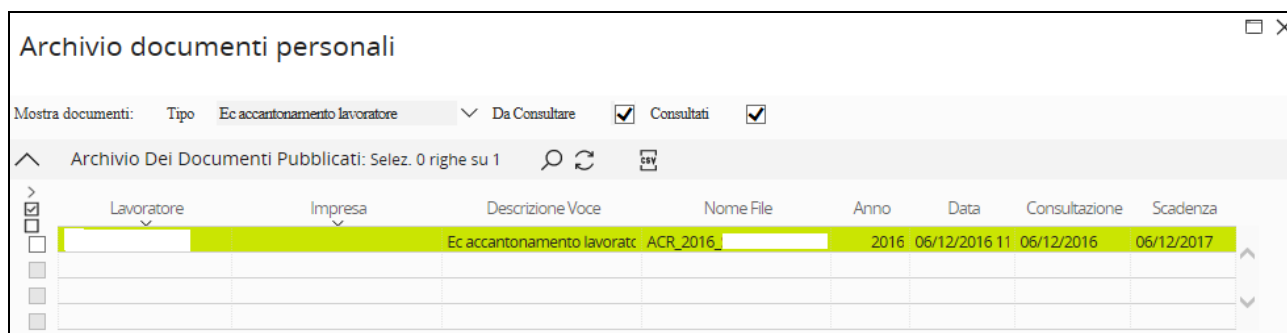 Archivio documenti personali
Mostra documenti: Tipo Ec accantonamento lavoratore Da Consultare Consultati
Archivio Dei Documenti Pubblicati: Selez. 0 righe su 1 CSV
Lavoratore Impresa Descrizione Voce Nome File Anno Data Consultazione Scadenza
Ec accantonamento lavoratc ACR_2016_ 2016 06/12/2016 11 06/12/2016 06/12/2017